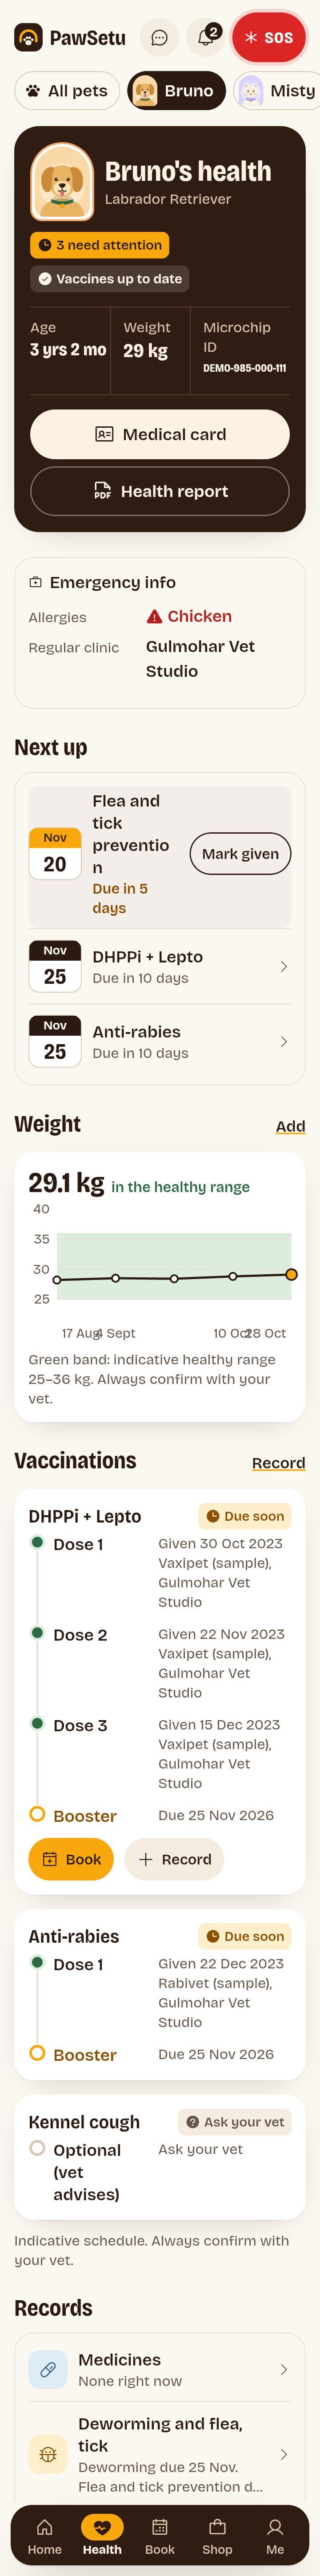 PawSetu
2
SOS
All pets
Bruno
Misty
Bruno's health
Labrador Retriever
3 need attention
Vaccines up to date
Age
3 yrs 2 mo
Weight
29 kg
Microchip
ID
DEMO-985-000-111
Medical card
PDF
Health report
Emergency info
Allergies
Chicken
Regular clinic
Gulmohar Vet
Studio
Next up
Nov
20
Flea and
tick
preventio
n
Due in 5
days
Mark given
Nov
25
DHPPi + Lepto
Due in 10 days
Nov
25
Anti-rabies
Due in 10 days
Weight
Add
29.1 kg in the healthy range
40
35
30
25
17 Aug
4 Sept
10 Oct
28 Oct
Green band: indicative healthy range
25–36 kg. Always confirm with your
vet.
Vaccinations
Record
DHPPi + Lepto
Due soon
Dose 1
Given 30 Oct 2023
Vaxipet (sample),
Gulmohar Vet
Studio
Dose 2
Given 22 Nov 2023
Vaxipet (sample),
Gulmohar Vet
Studio
Dose 3
Given 15 Dec 2023
Vaxipet (sample),
Gulmohar Vet
Studio
Booster
Due 25 Nov 2026
Book
Record
Anti-rabies
Due soon
Dose 1
Given 22 Dec 2023
Rabivet (sample),
Gulmohar Vet
Studio
Booster
Due 25 Nov 2026
Kennel cough
Ask your vet
Optional
(vet
advises)
Ask your vet
Indicative schedule. Always confirm with
your vet.
Records
Medicines
None right now
Deworming and flea,
tick
Deworming due 25 Nov.
Flea and tick prevention d...
Home
Health
Book
Shop
Me